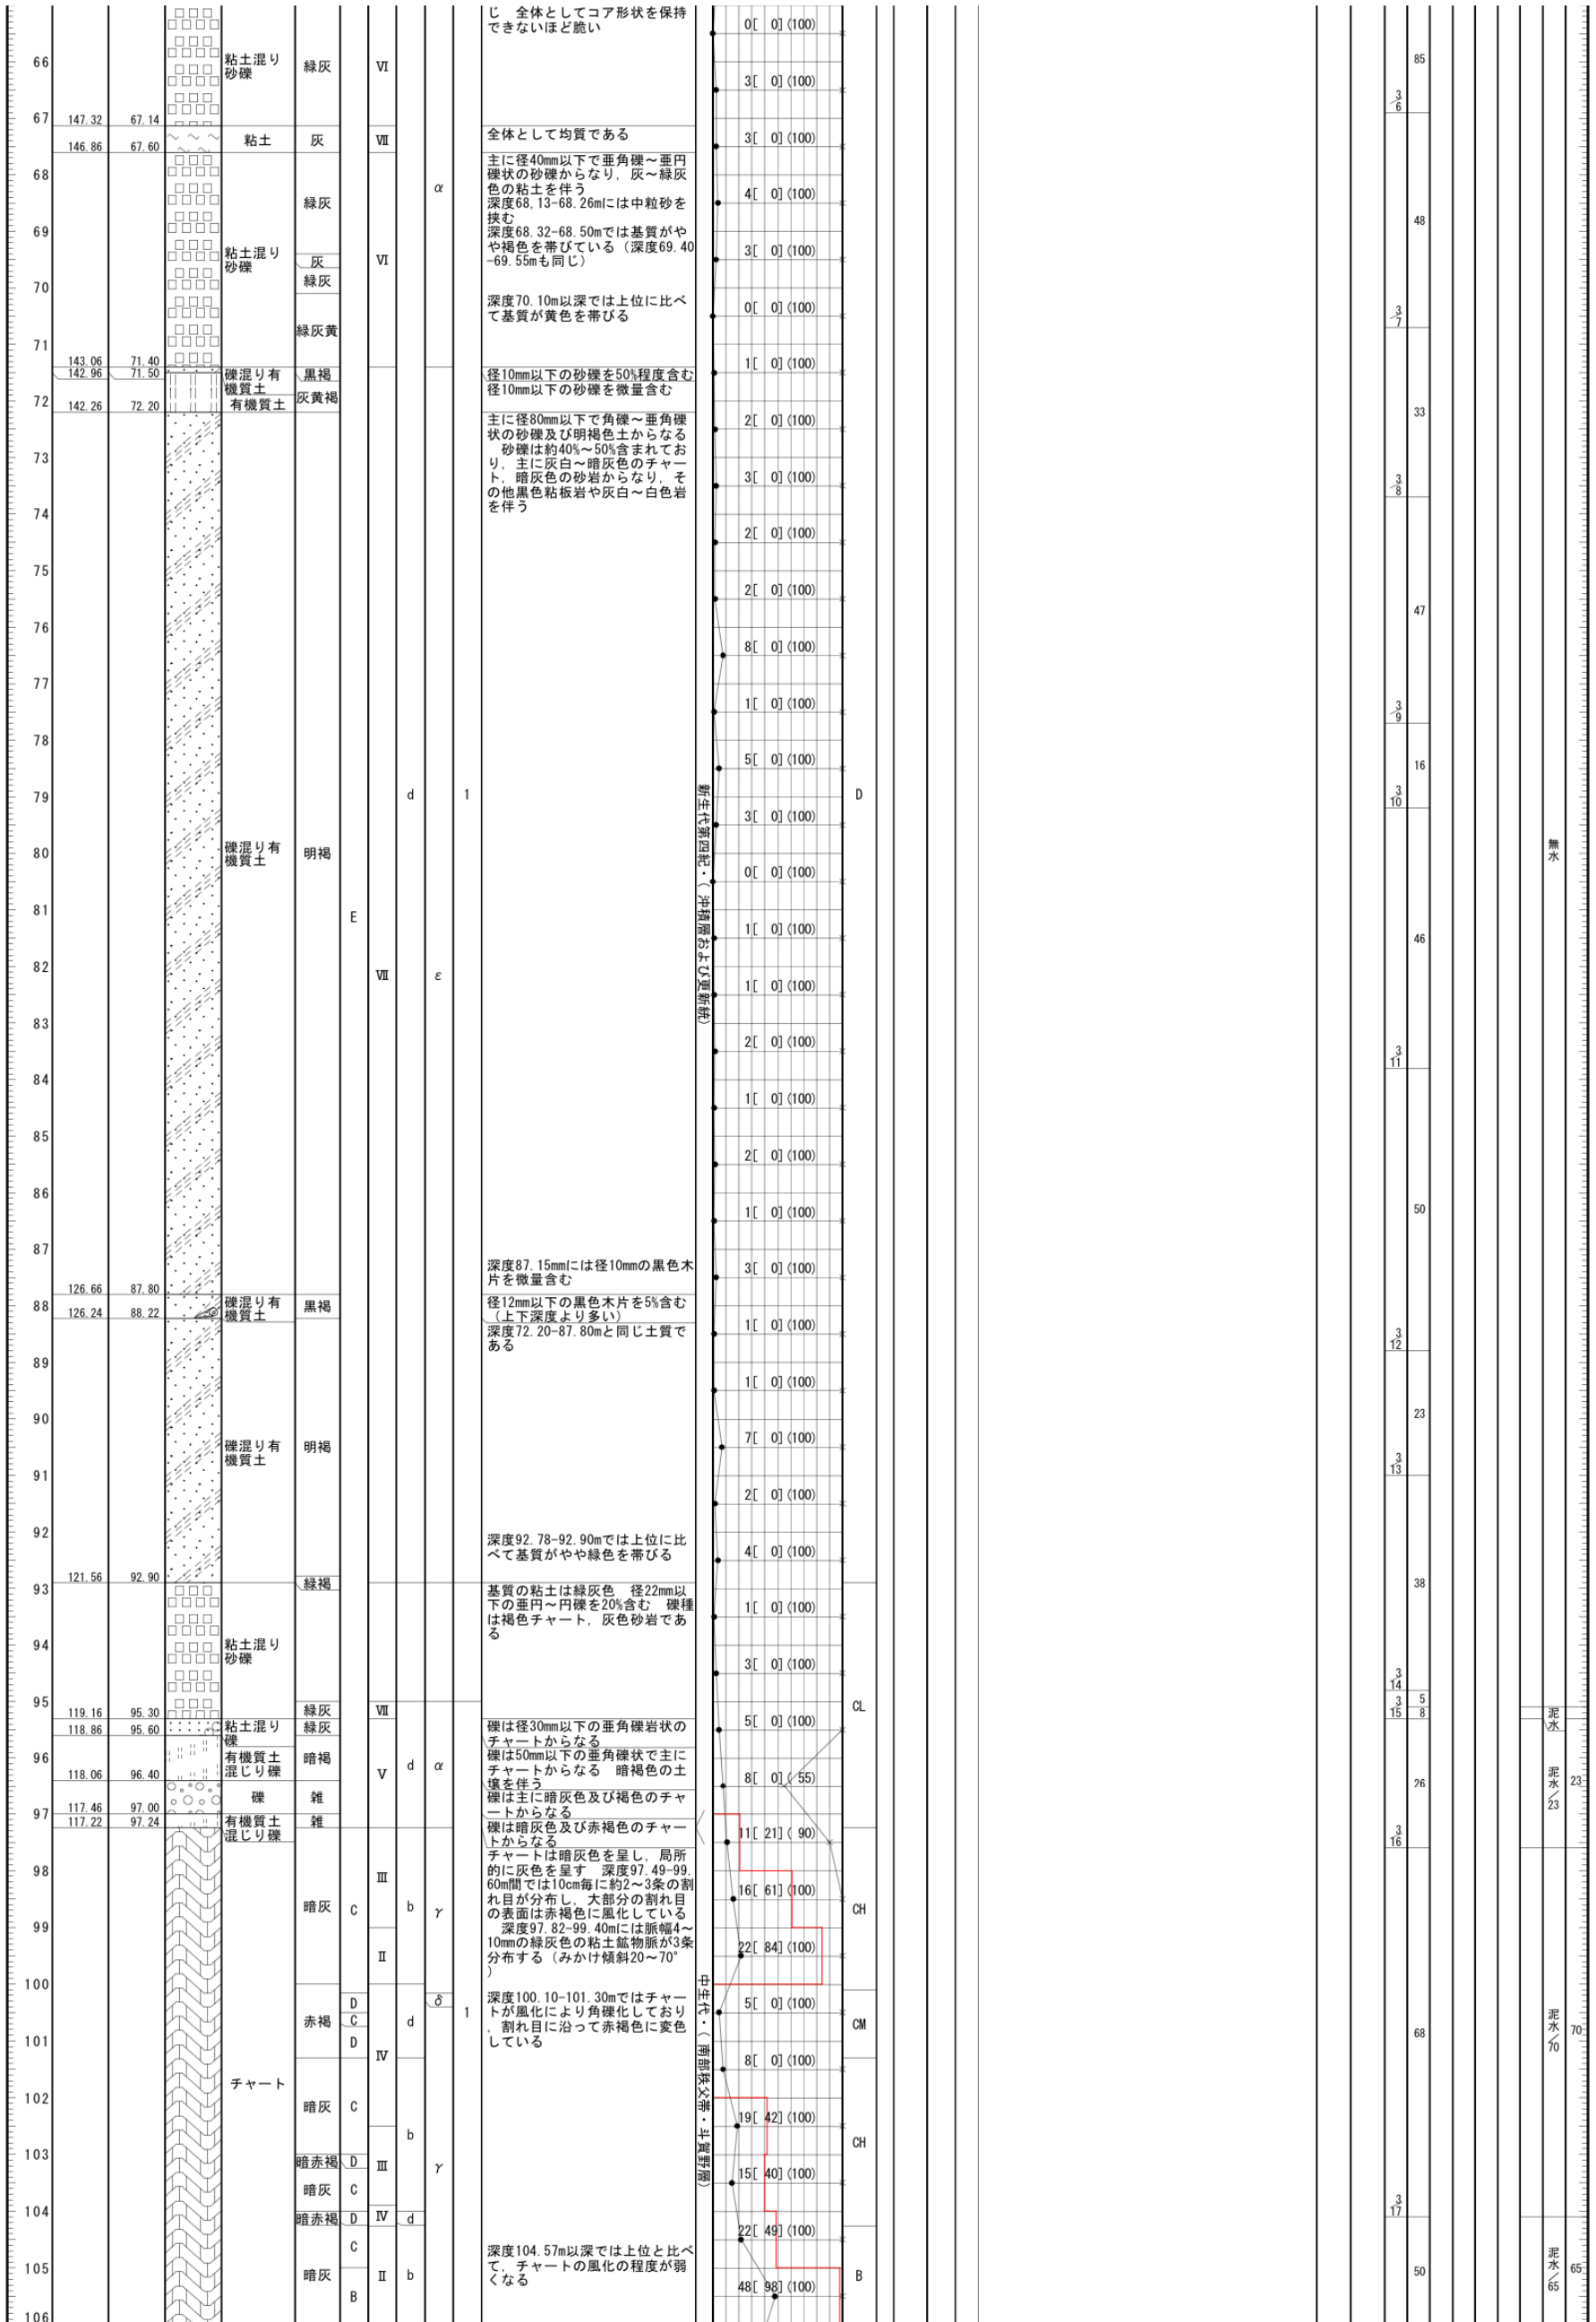 じ　全体としてコア形状を保持
できないほど脆い
0[ 0](100)
66
粘土混り
砂礫
緑灰
Ⅵ
85
3[ 0](100)
3/6
67
147.32 67.14
粘土
灰
Ⅶ
全体として均質である
3[ 0](100)
146.86 67.60
主に径40mm以下で亜角礫～亜円
礫状の砂礫からなり，灰～緑灰
色の粘土を伴う
深度68,13-68.26mには中粒砂を
挟む
深度68.32-68.50mでは基質がや
や褐色を帯びている（深度69.40
-69.55mも同じ）
68
α
4[ 0](100)
緑灰
48
69
粘土混り
砂礫
灰
Ⅵ
3[ 0](100)
緑灰
70
深度70.10m以深では上位に比べ
て基質が黄色を帯びる
0[ 0](100)
3/7
緑灰黄
71
143.06 71.40
1[ 0](100)
142.96 71.50
礫混り有
機質土
黒褐
径10mm以下の砂礫を50%程度含む
径10mm以下の砂礫を微量含む
灰黄褐
72
142.26 72.20
有機質土
33
主に径80mm以下で角礫～亜角礫
状の砂礫及び明褐色土からなる
　砂礫は約40%～50%含まれてお
り，主に灰白～暗灰色のチャー
ト，暗灰色の砂岩からなり，そ
の他黒色粘板岩や灰白～白色岩
を伴う
2[ 0](100)
73
3[ 0](100)
3/8
74
2[ 0](100)
75
2[ 0](100)
47
76
8[ 0](100)
77
1[ 0](100)
3/9
78
5[ 0](100)
16
79
d
1
D
3/10
新生代第四紀・（沖積層および更新統）
3[ 0](100)
80
礫混り有
機質土
明褐
無水
0[ 0](100)
81
E
1[ 0](100)
46
82
Ⅶ
ε
1[ 0](100)
83
2[ 0](100)
3/11
84
1[ 0](100)
85
2[ 0](100)
86
1[ 0](100)
50
87
深度87.15mmには径10mmの黒色木
片を微量含む
3[ 0](100)
126.66 87.80
88
礫混り有
機質土
黒褐
径12mm以下の黒色木片を5%含む
（上下深度より多い）
126.24 88.22
深度72.20-87.80mと同じ土質で
ある
1[ 0](100)
3/12
89
1[ 0](100)
90
23
礫混り有
機質土
明褐
7[ 0](100)
3/13
91
2[ 0](100)
92
深度92.78-92.90mでは上位に比
べて基質がやや緑色を帯びる
4[ 0](100)
121.56 92.90
緑褐
38
93
基質の粘土は緑灰色　径22mm以
下の亜円～円礫を20%含む　礫種
は褐色チャート，灰色砂岩であ
る
1[ 0](100)
94
粘土混り
砂礫
3[ 0](100)
3/14
95
緑灰
Ⅶ
CL
5
119.16 95.30
3/15
8
118.86 95.60
粘土混り
礫
緑灰
礫は径30mm以下の亜角礫岩状の
チャートからなる
5[ 0](100)
泥水
96
有機質土
混じり礫
暗褐
Ⅴ
d
α
礫は50mm以下の亜角礫状で主に
チャートからなる　暗褐色の土
壌を伴う
8[ 0]( 55)
26
泥水/23
23
118.06 96.40
礫
雑
礫は主に暗灰色及び褐色のチャ
ートからなる
97
117.46 97.00
117.22 97.24
有機質土
混じり礫
雑
礫は暗灰色及び赤褐色のチャー
トからなる
11[ 21]( 90)
3/16
98
チャートは暗灰色を呈し，局所
的に灰色を呈す　深度97.49-99.
60m間では10cm毎に約2～3条の割
れ目が分布し，大部分の割れ目
の表面は赤褐色に風化している
　深度97.82-99.40mには脈幅4～
10mmの緑灰色の粘土鉱物脈が3条
分布する（みかけ傾斜20～70°
）
Ⅲ
16[ 61](100)
暗灰
C
b
γ
CH
99
Ⅱ
22[ 84](100)
100
D
δ
深度100.10-101.30mではチャー
トが風化により角礫化しており
，割れ目に沿って赤褐色に変色
している
5[ 0](100)
赤褐
C
d
1
CM
68
泥水/70
70
101
D
Ⅳ
8[ 0](100)
チャート
中生代・（南部秩父帯・斗賀野層）
102
暗灰
C
19[ 42](100)
b
CH
103
暗赤褐
D
Ⅲ
γ
15[ 40](100)
暗灰
C
104
暗赤褐
D
Ⅳ
d
3/17
22[ 49](100)
C
深度104.57m以深では上位と比べ
て，チャートの風化の程度が弱
くなる
105
暗灰
Ⅱ
b
B
50
泥水/65
65
B
48[ 98](100)
106